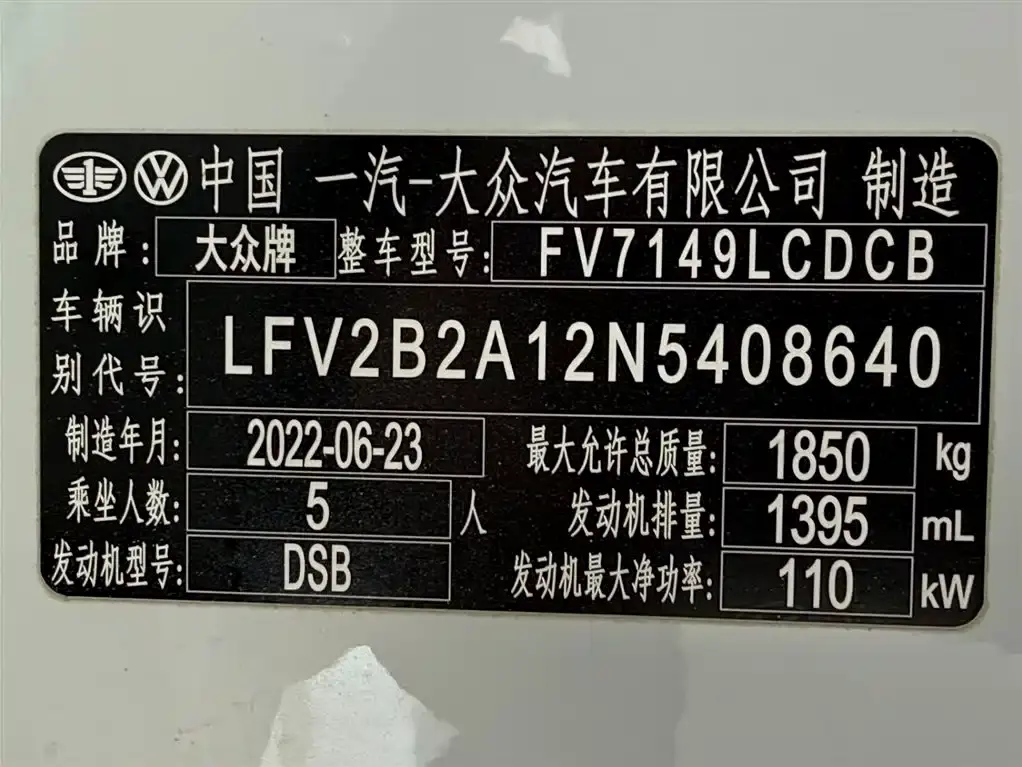 中国 一汽-大众汽车有限公司 制造
品牌: 大众牌 整车型号: FV7149LCDCB
车辆识
别代号: LFV2B2A12N5408640
制造年月: 2022-06-23 最大允许总质量: 1850 kg
乘坐人数: 5 人 发动机排量: 1395 mL
发动机型号: DSB 发动机最大净功率: 110 kW